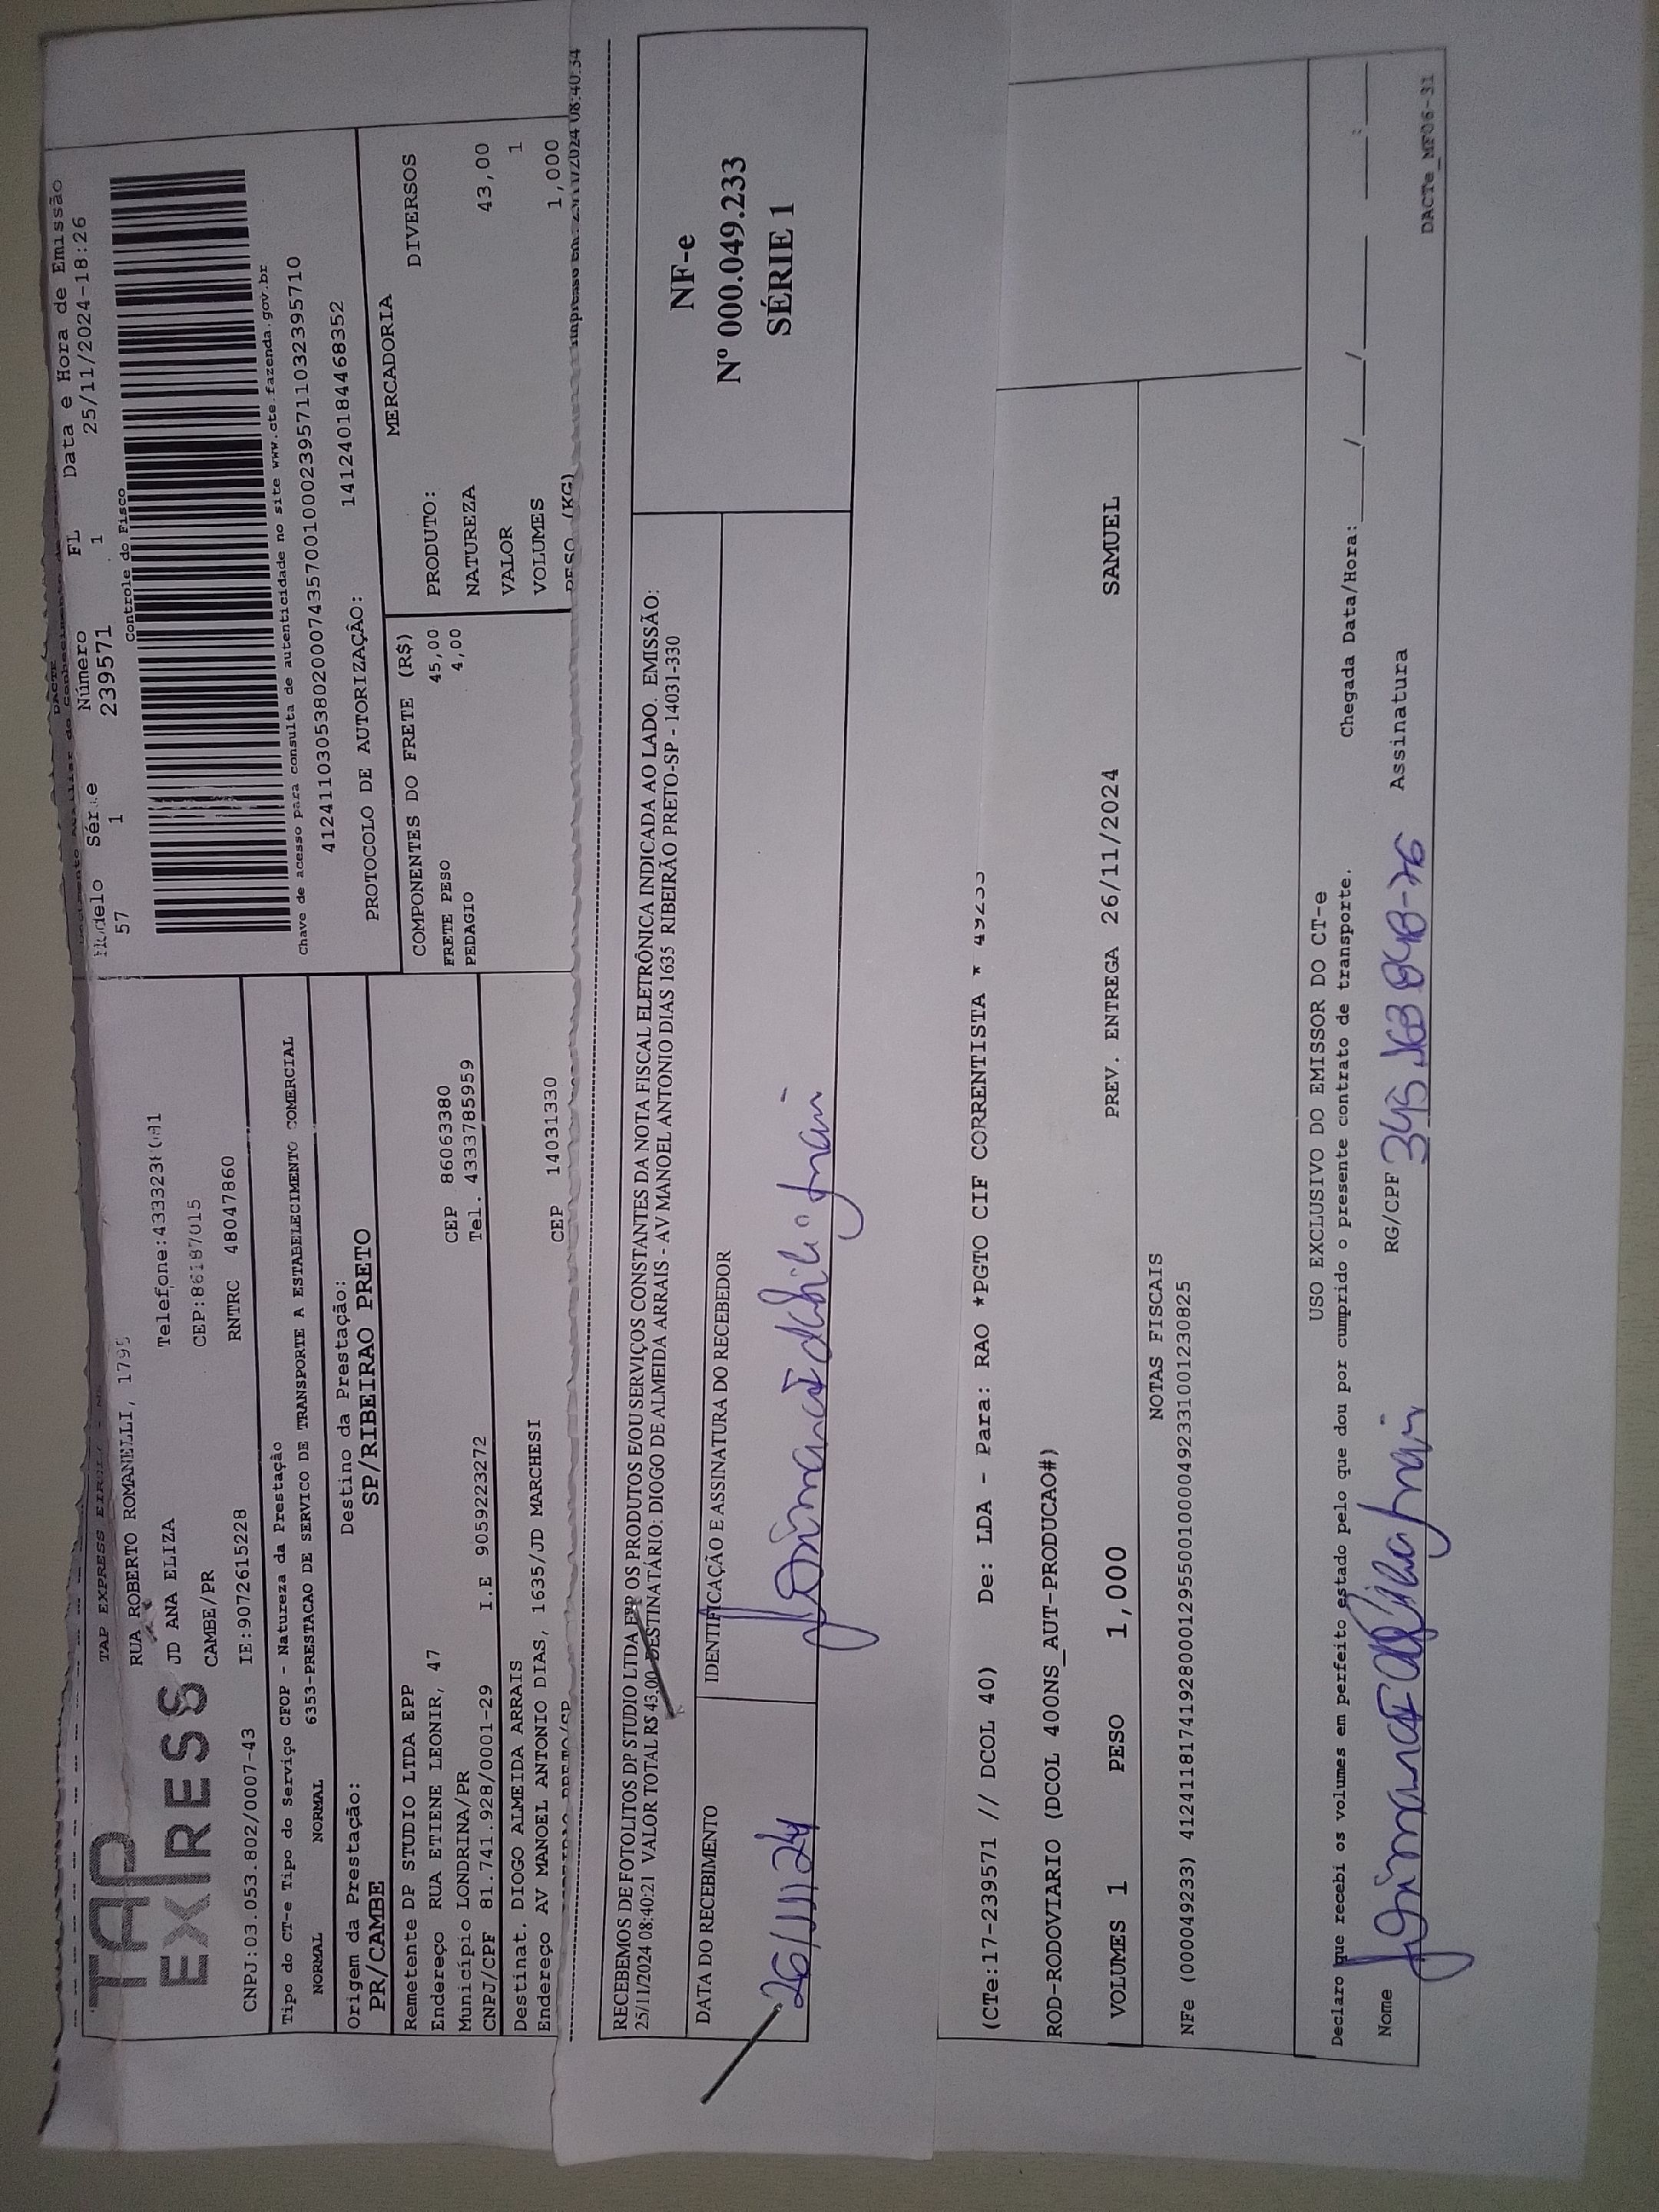 DACTE
Modelo Série Número FL Data e Hora de Emissão
57 1 239571 1 25/11/2024-18:26
Controle do Fisco
Chave de acesso para consulta de autenticidade no site www.cte.fazenda.gov.br
41241103053802000743570010002395711032395710
PROTOCOLO DE AUTORIZAÇÃO: 141240184468352
TAP EXPRESS
TAP EXPRESS
RUA ROBERTO ROMANELLI,
JD ANA ELIZA Telefone:
CAMBE/PR CEP:86187015
CNPJ:03.053.802/0007-43 IE:9072615228 RNTRC 48047860
Tipo do CT-e Tipo do Serviço CFOP - Natureza da Prestação
NORMAL NORMAL 6353-PRESTACAO DE SERVICO DE TRANSPORTE A ESTABELECIMENTO COMERCIAL
Origem da Prestação: Destino da Prestação:
PR/CAMBE SP/RIBEIRAO PRETO
Remetente DP STUDIO LTDA EPP
Endereço RUA ETIENE LEONIR, 47
Município LONDRINA/PR CEP 86063380
CNPJ/CPF 81.741.928/0001-29 I.E 9059223272 Tel. 4333785959
Destinat. DIOGO ALMEIDA ARRAIS
Endereço AV MANOEL ANTONIO DIAS, 1635/JD MARCHESI CEP 14031330
COMPONENTES DO FRETE (R$)
FRETE PESO 45,00
PEDAGIO 4,00
MERCADORIA
PRODUTO: DIVERSOS
NATUREZA
VALOR 43,00
VOLUMES 1
PESO (KG) 1,000
08:40:34
RECEBEMOS DE FOTOLITOS DP STUDIO LTDA EPP OS PRODUTOS E/OU SERVIÇOS CONSTANTES DA NOTA FISCAL ELETRÔNICA INDICADA AO LADO. EMISSÃO:
25/11/2024 08:40:21 VALOR TOTAL R$ 43,00 DESTINATÁRIO: DIOGO DE ALMEIDA ARRAIS - AV MANOEL ANTONIO DIAS 1635 RIBEIRÃO PRETO-SP - 14031-330
DATA DO RECEBIMENTO IDENTIFICAÇÃO E ASSINATURA DO RECEBEDOR
26/11/24
NF-e
Nº 000.049.233
SÉRIE 1
(CTe:17-239571 // DCOL 40) De: LDA - Para: RAO *PGTO CIF CORRENTISTA * 49233
ROD-RODOVIARIO (DCOL 400NS_AUT-PRODUCAO#)
VOLUMES 1 PESO 1,000 PREV. ENTREGA 26/11/2024 SAMUEL
NOTAS FISCAIS
NFe (000049233) 41241181741928000129550010000492331001230825
USO EXCLUSIVO DO EMISSOR DO CT-e
Declaro que recebi os volumes em perfeito estado pelo que dou por cumprido o presente contrato de transporte. Chegada Data/Hora:____/____/____ ____:____
Nome RG/CPF Assinatura
DACTe_MF06-31